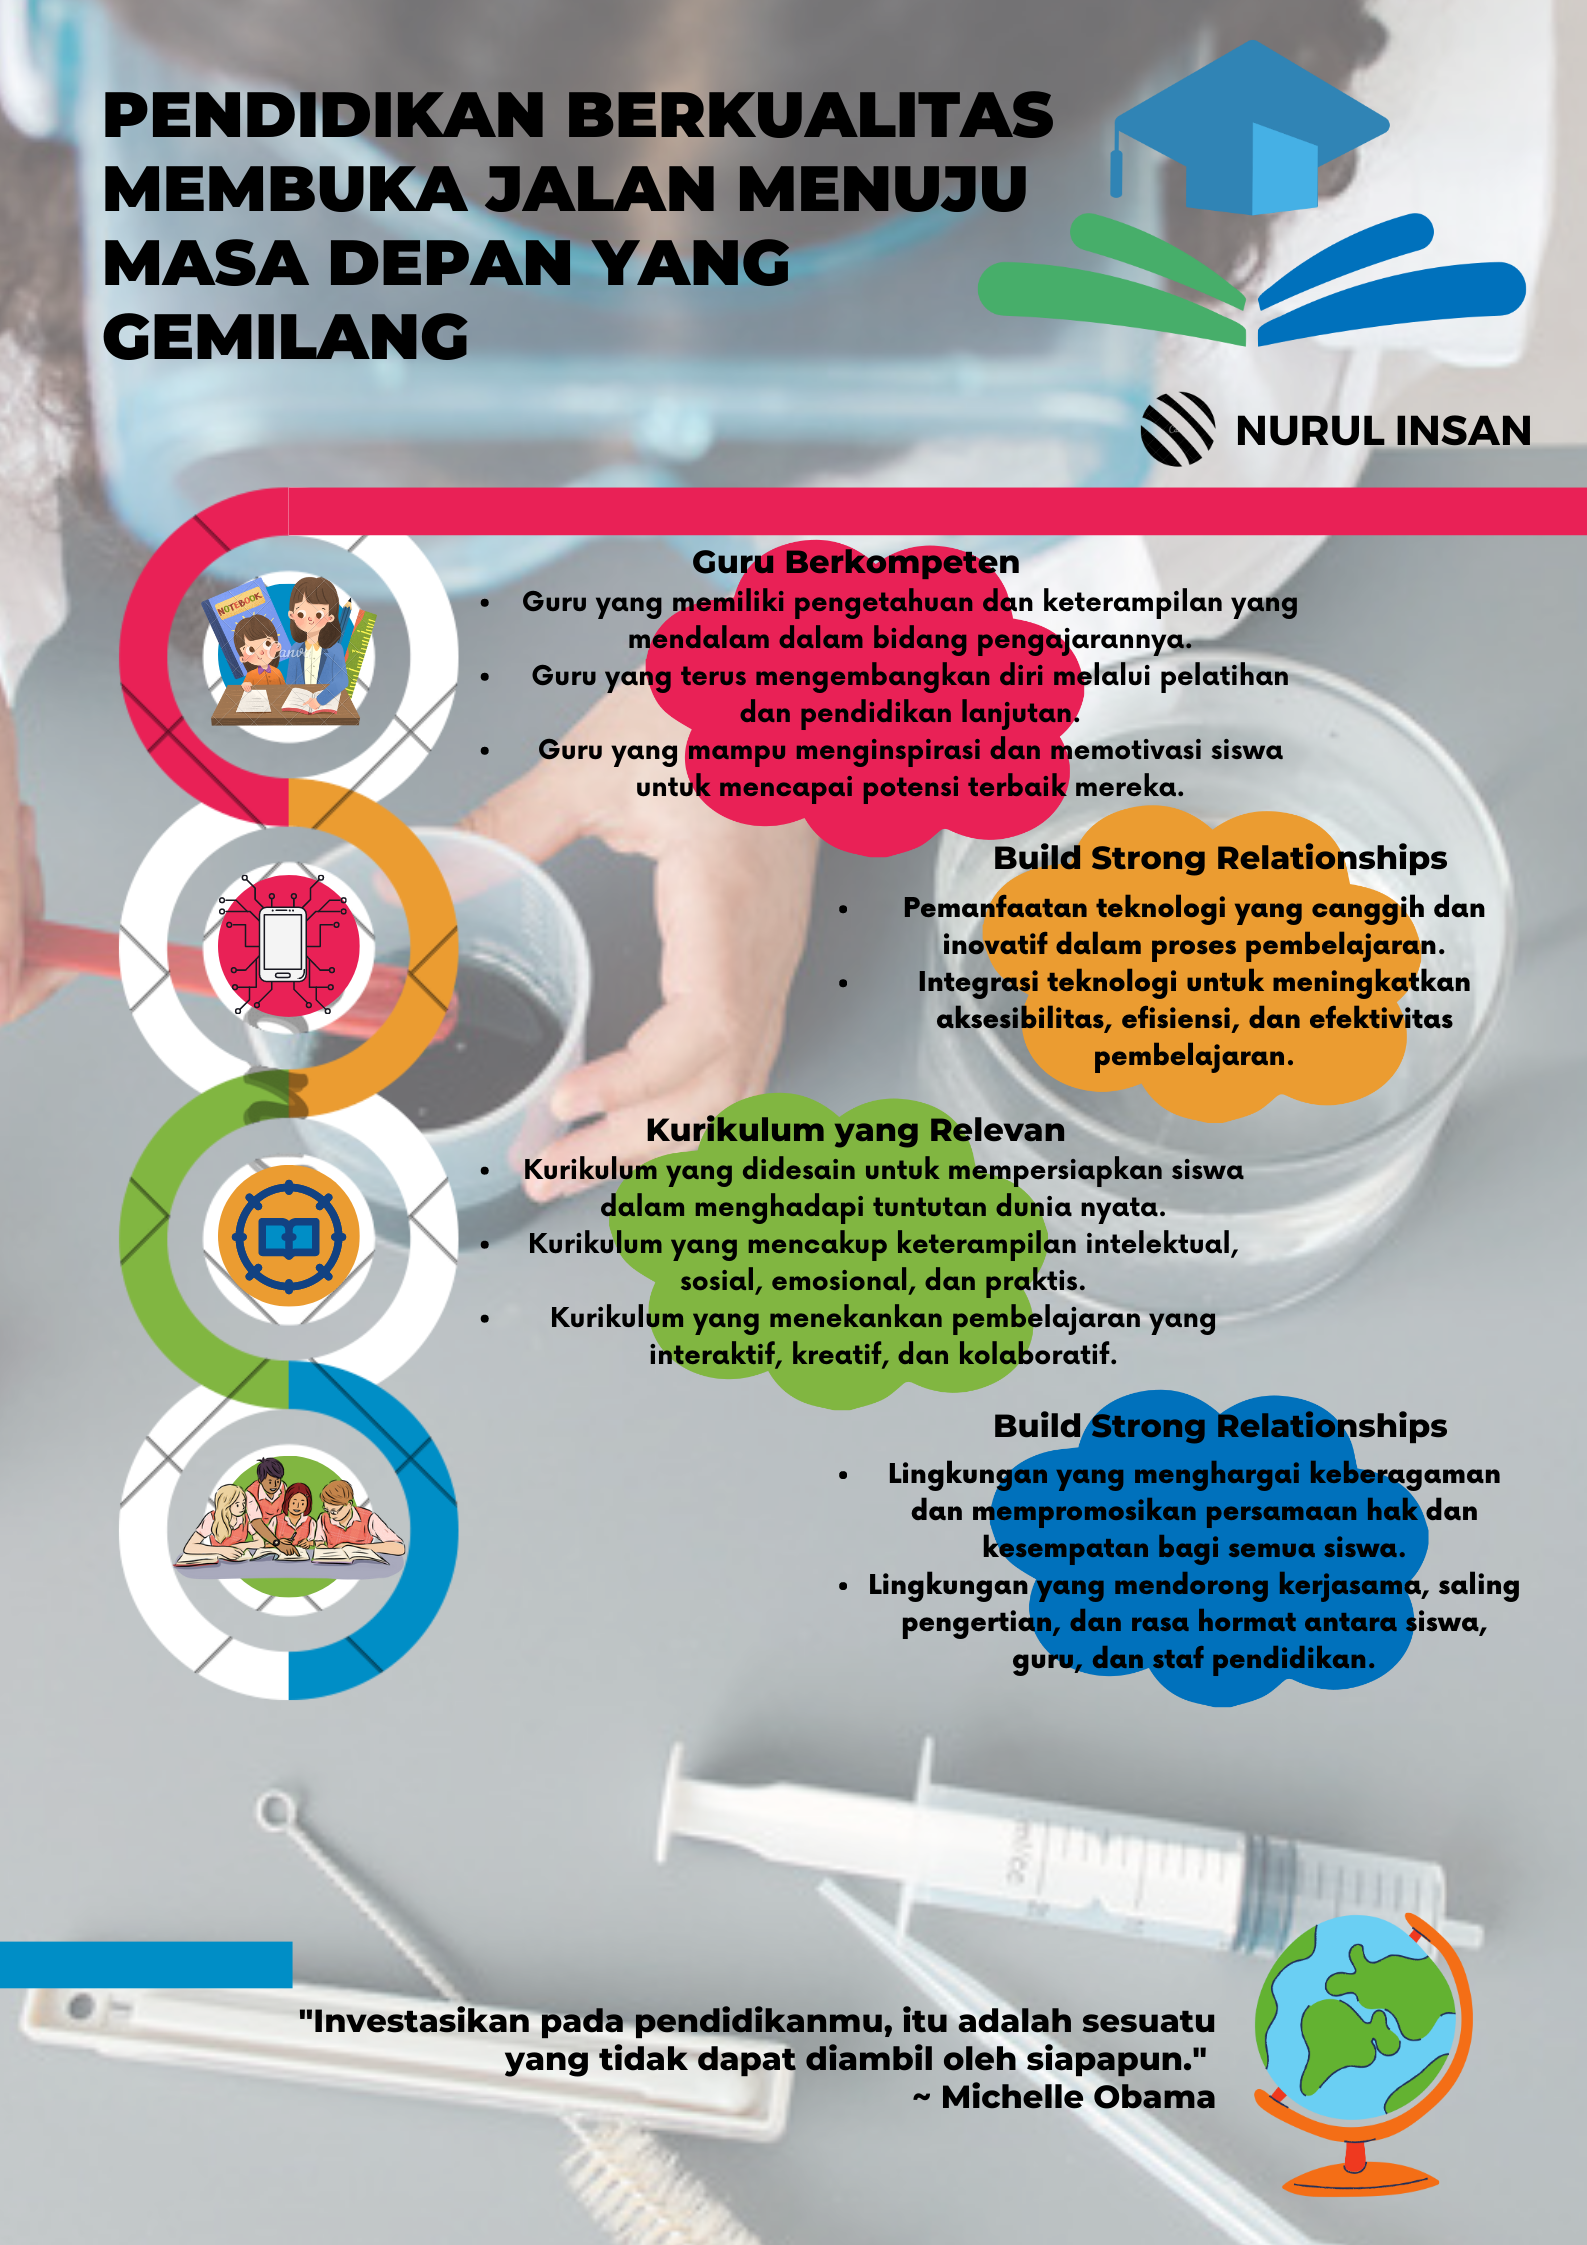 PENDIDIKAN BERKUALITAS
MEMBUKA JALAN MENUJU
MASA DEPAN YANG
GEMILANG
NURUL INSAN
Guru Berkompeten
• Guru yang memiliki pengetahuan dan keterampilan yang
mendalam dalam bidang pengajarannya.
• Guru yang terus mengembangkan diri melalui pelatihan
dan pendidikan lanjutan.
• Guru yang mampu menginspirasi dan memotivasi siswa
untuk mencapai potensi terbaik mereka.
NOTEBOOK
Canva
Build Strong Relationships
• Pemanfaatan teknologi yang canggih dan
inovatif dalam proses pembelajaran.
• Integrasi teknologi untuk meningkatkan
aksesibilitas, efisiensi, dan efektivitas
pembelajaran.
Kurikulum yang Relevan
• Kurikulum yang didesain untuk mempersiapkan siswa
dalam menghadapi tuntutan dunia nyata.
• Kurikulum yang mencakup keterampilan intelektual,
sosial, emosional, dan praktis.
• Kurikulum yang menekankan pembelajaran yang
interaktif, kreatif, dan kolaboratif.
Build Strong Relationships
• Lingkungan yang menghargai keberagaman
dan mempromosikan persamaan hak dan
kesempatan bagi semua siswa.
• Lingkungan yang mendorong kerjasama, saling
pengertian, dan rasa hormat antara siswa,
guru, dan staf pendidikan.
"Investasikan pada pendidikanmu, itu adalah sesuatu
yang tidak dapat diambil oleh siapapun."
~ Michelle Obama